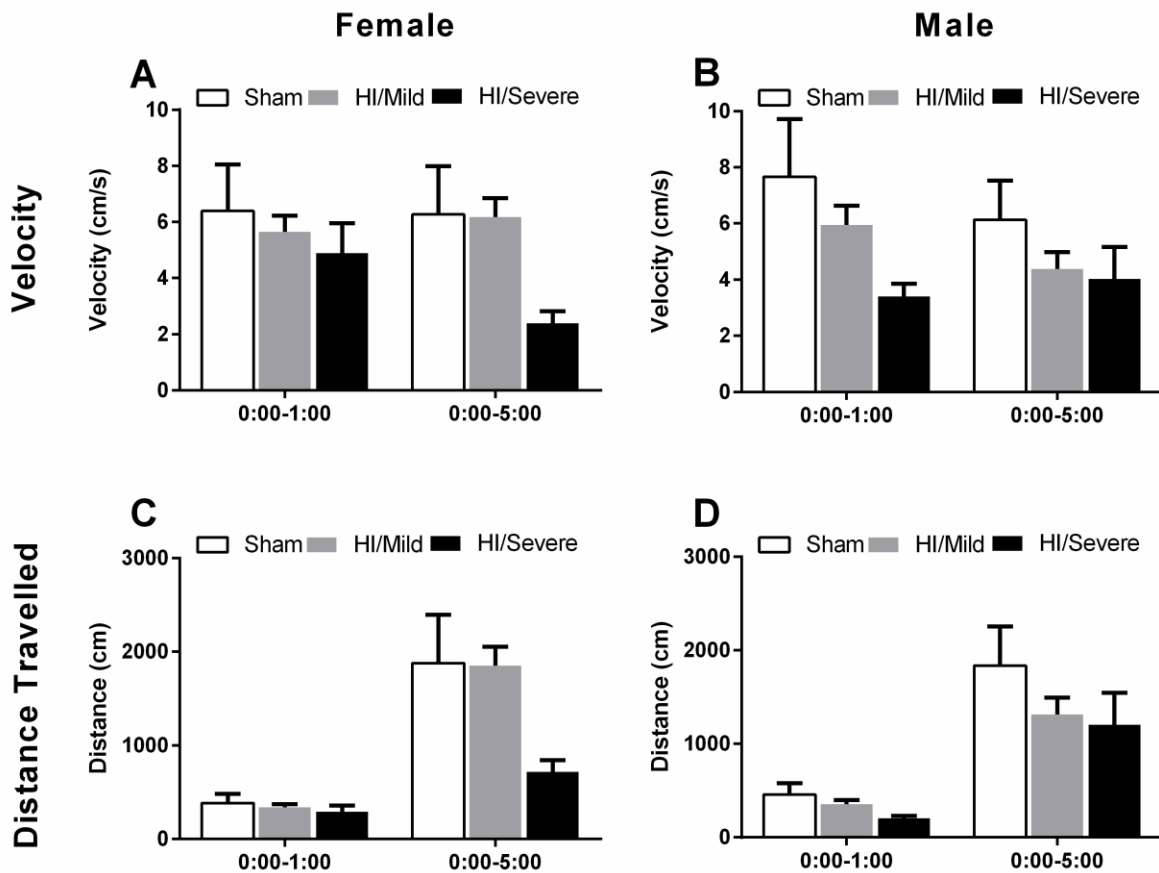 Female
Male
A
B
Sham HI/Mild HI/Severe
Sham HI/Mild HI/Severe
Velocity
Velocity (cm/s)
10
8
6
4
2
0
0:00-1:00
0:00-5:00
Velocity (cm/s)
10
8
6
4
2
0
0:00-1:00
0:00-5:00
C
D
Sham HI/Mild HI/Severe
Sham HI/Mild HI/Severe
Distance Travelled
Distance (cm)
3000
2000
1000
0
0:00-1:00
0:00-5:00
Distance (cm)
3000
2000
1000
0
0:00-1:00
0:00-5:00